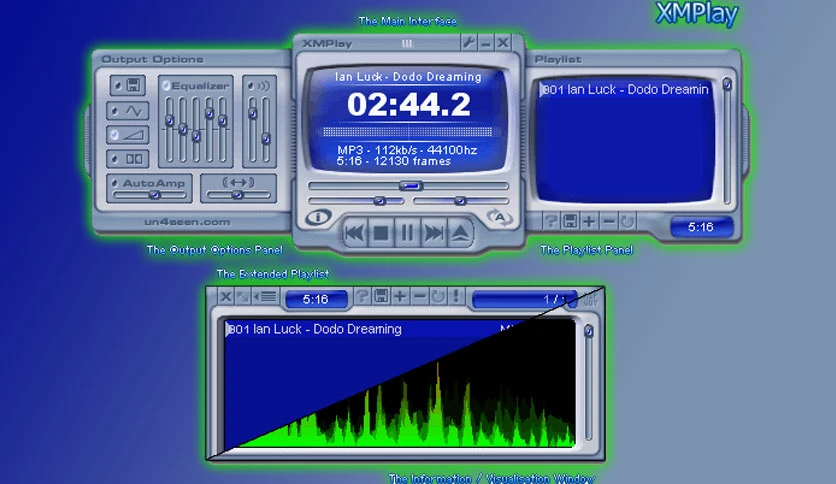 XMPlay
The Main Interface
Output Options
Equalizer
AutoAmp
un4seen.com
XMPlay
Ian Luck - Dodo Dreaming
02:44.2
MP3 - 112kb/s - 44100hz
5:16 - 12130 frames
Playlist
001 Ian Luck - Dodo Dreamin
5:16
The Output Options Panel
The Playlist Panel
The Extended Playlist
5:16
1 /
001 Ian Luck - Dodo Dreaming
The Information / Visualisation Window